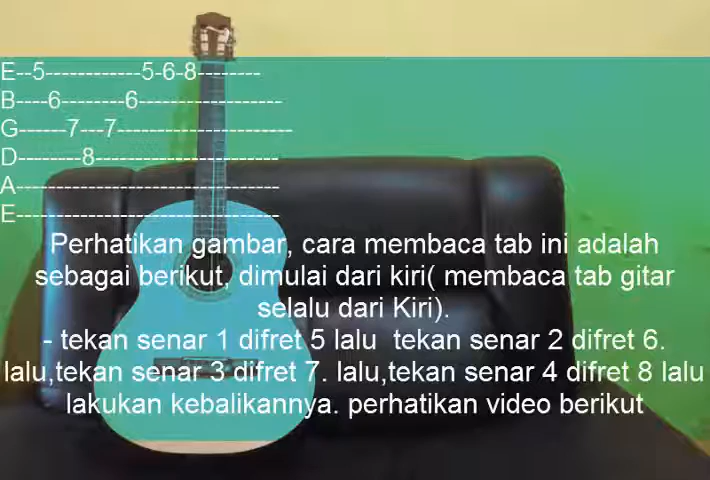 E--5------------5-6-8--------
B----6--------6------------------
G------7---7----------------------
D--------8-----------------------
A---------------------------------
E---------------------------------
Perhatikan gambar, cara membaca tab ini adalah
sebagai berikut, dimulai dari kiri( membaca tab gitar
selalu dari Kiri).
- tekan senar 1 difret 5 lalu  tekan senar 2 difret 6.
lalu,tekan senar 3 difret 7. lalu,tekan senar 4 difret 8 lalu
lakukan kebalikannya. perhatikan video berikut